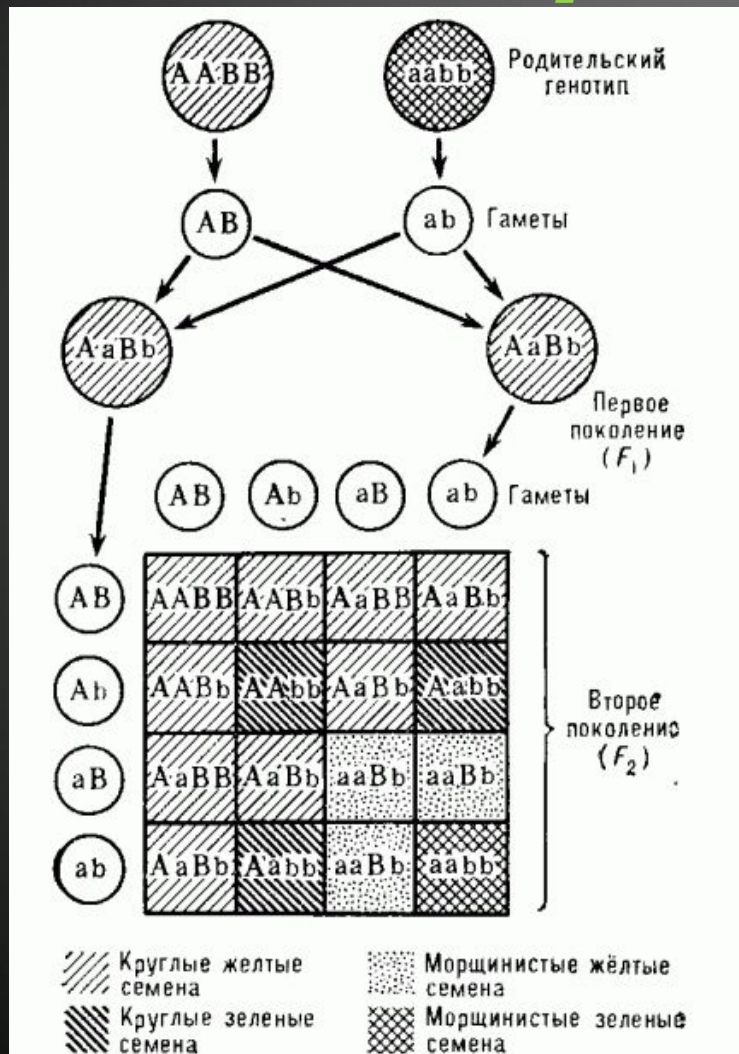 AABB
aabb
Родительский
генотип
AB
ab
Гаметы
AaBb
AaBb
Первое
поколение
(F₁)
AB
Ab
aB
ab
Гаметы
AB
AABB
AABb
AaBB
AaBb
Ab
AABb
AAbb
AaBb
Aabb
aB
AaBB
AaBb
aaBb
aaBb
ab
AaBb
Aabb
aaBb
aabb
Второе
поколение
(F₂)
Круглые желтые
семена
Морщинистые жёлтые
семена
Круглые зеленые
семена
Морщинистые зеленые
семена